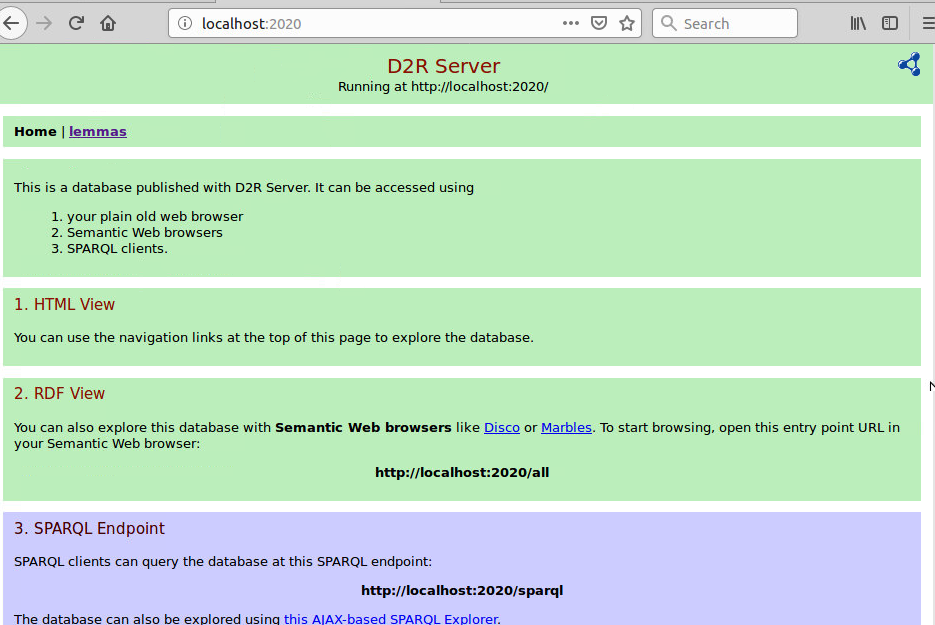 localhost:2020
Search
D2R Server
Running at http://localhost:2020/
Home | lemmas
This is a database published with D2R Server. It can be accessed using
1. your plain old web browser
2. Semantic Web browsers
3. SPARQL clients.
1. HTML View
You can use the navigation links at the top of this page to explore the database.
2. RDF View
You can also explore this database with Semantic Web browsers like Disco or Marbles. To start browsing, open this entry point URL in
your Semantic Web browser:
http://localhost:2020/all
3. SPARQL Endpoint
SPARQL clients can query the database at this SPARQL endpoint:
http://localhost:2020/sparql
The database can also be explored using this AJAX-based SPARQL Explorer.